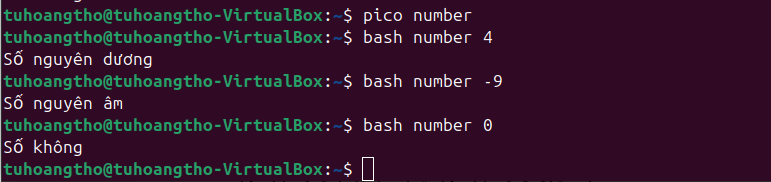 tuhoangtho@tuhoangtho-VirtualBox:~$ pico number
tuhoangtho@tuhoangtho-VirtualBox:~$ bash number 4
Số nguyên dương
tuhoangtho@tuhoangtho-VirtualBox:~$ bash number -9
Số nguyên âm
tuhoangtho@tuhoangtho-VirtualBox:~$ bash number 0
Số không
tuhoangtho@tuhoangtho-VirtualBox:~$